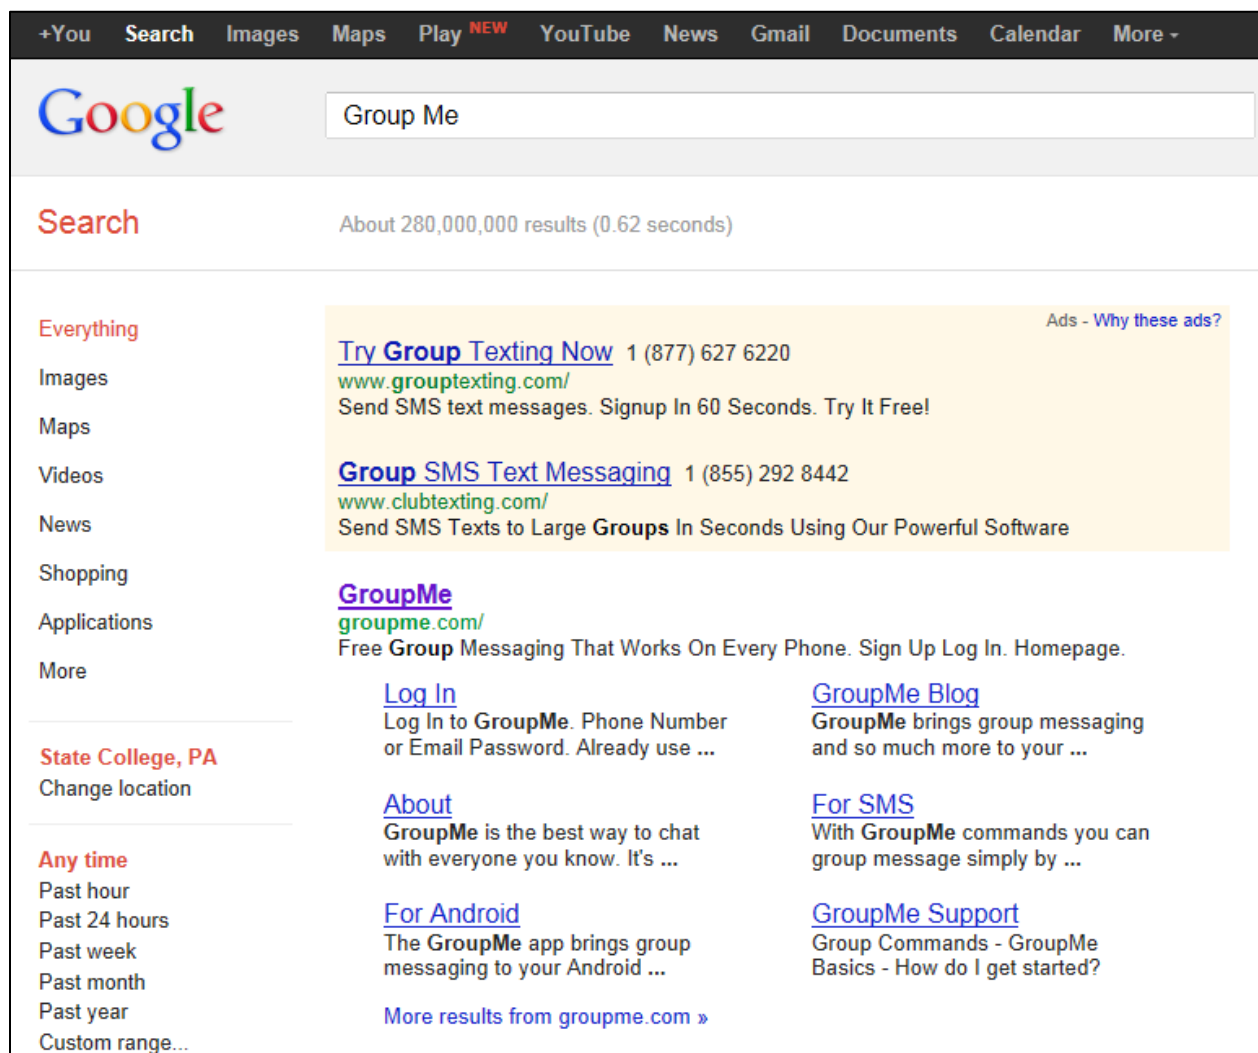 +You Search Images Maps Play NEW YouTube News Gmail Documents Calendar More
Google
Group Me
Search
About 280,000,000 results (0.62 seconds)
Everything
Images
Maps
Videos
News
Shopping
Applications
More
State College, PA
Change location
Any time
Past hour
Past 24 hours
Past week
Past month
Past year
Custom range...
Ads - Why these ads?
Try Group Texting Now 1 (877) 627 6220
www.grouptexting.com/
Send SMS text messages. Signup In 60 Seconds. Try It Free!
Group SMS Text Messaging 1 (855) 292 8442
www.clubtexting.com/
Send SMS Texts to Large Groups In Seconds Using Our Powerful Software
GroupMe
groupme.com/
Free Group Messaging That Works On Every Phone. Sign Up Log In. Homepage.
Log In
Log In to GroupMe. Phone Number
or Email Password. Already use ...
GroupMe Blog
GroupMe brings group messaging
and so much more to your ...
About
GroupMe is the best way to chat
with everyone you know. It's ...
For SMS
With GroupMe commands you can
group message simply by ...
For Android
The GroupMe app brings group
messaging to your Android ...
GroupMe Support
Group Commands - GroupMe
Basics - How do I get started?
More results from groupme.com »